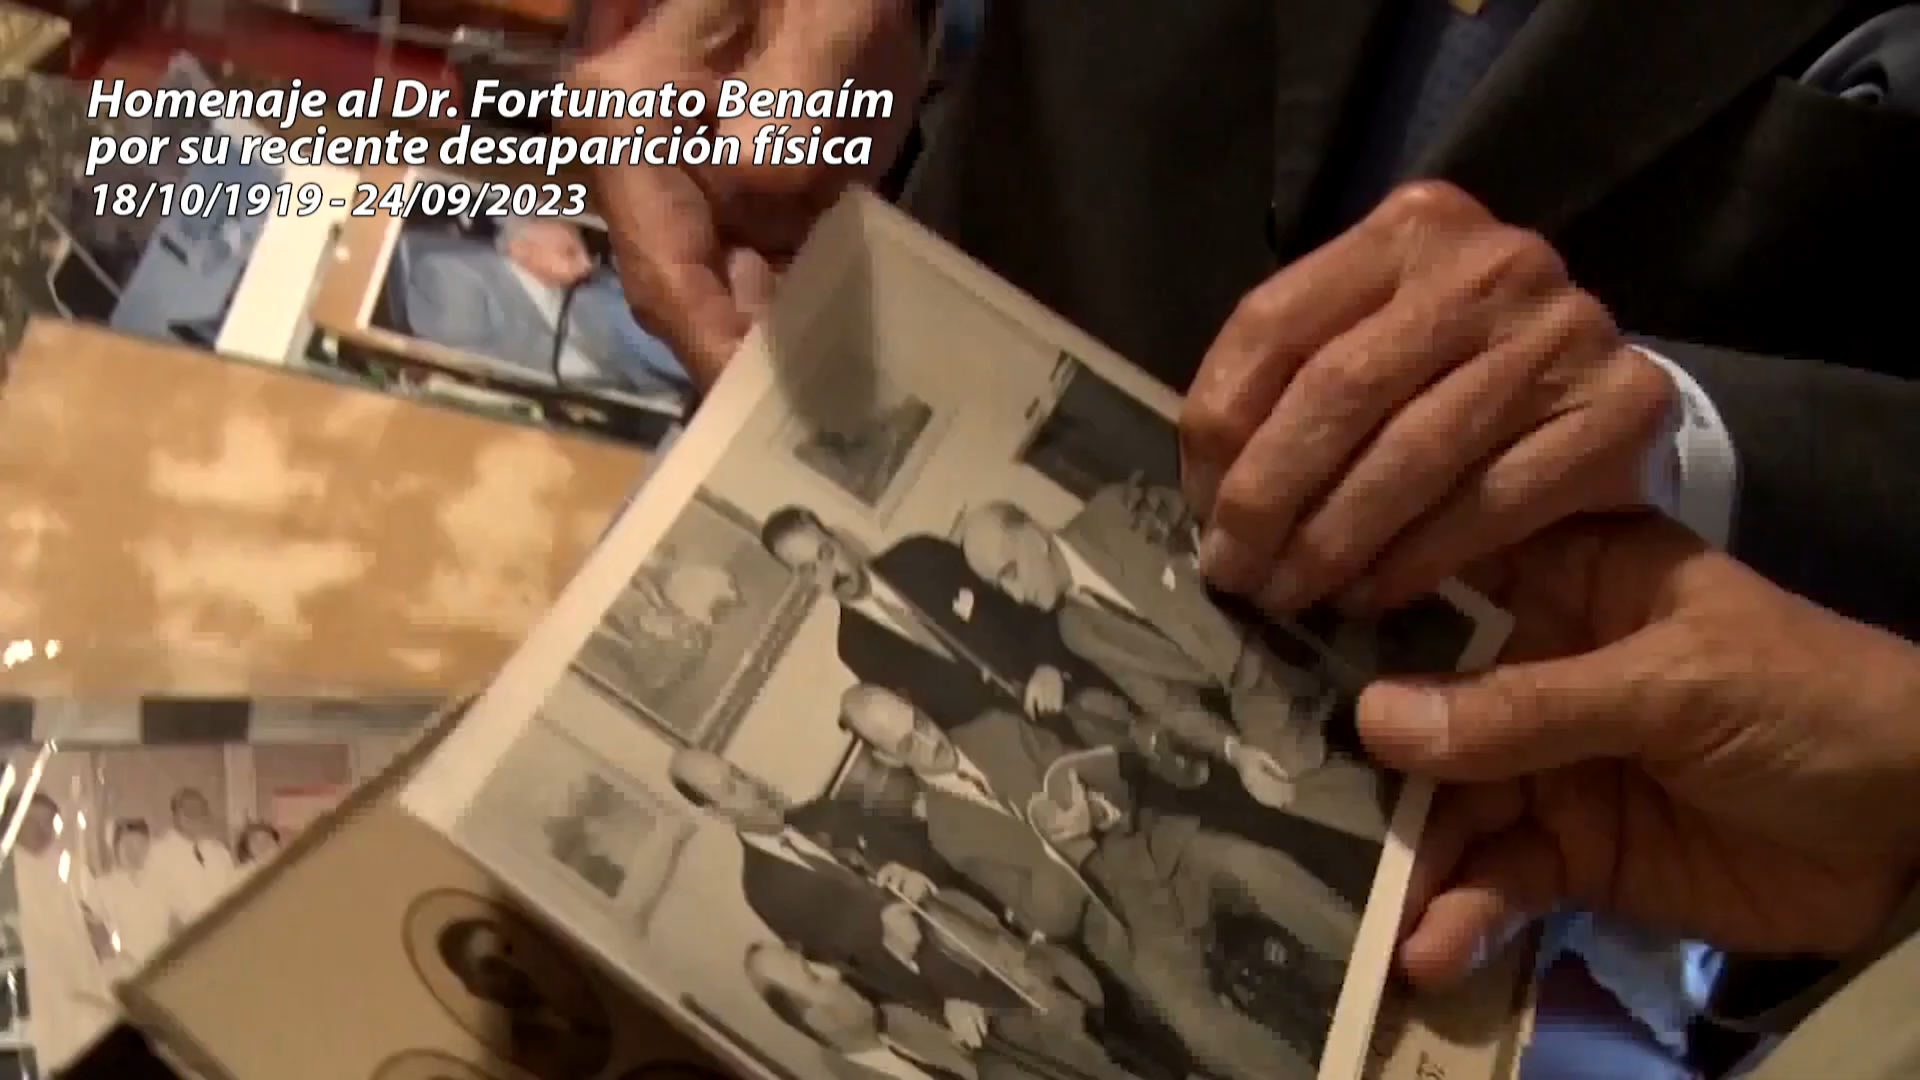 Homenaje al Dr. Fortunato Benaím
por su reciente desaparición física
18/10/1919 - 24/09/2023